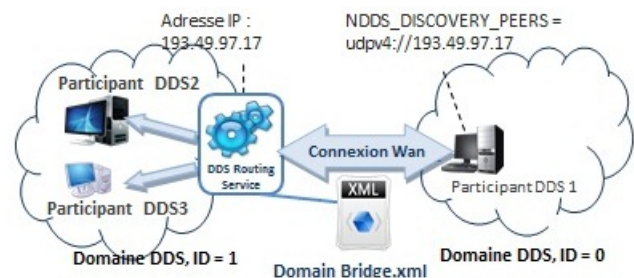 Adresse IP :
193.49.97.17
NDDS_DISCOVERY_PEERS =
udpv4://193.49.97.17
Participant DDS2
DDS Routing
Service
Connexion Wan
XML
Participant DDS 1
Participant DDS3
Domaine DDS, ID = 1
Domain Bridge.xml
Domaine DDS, ID = 0